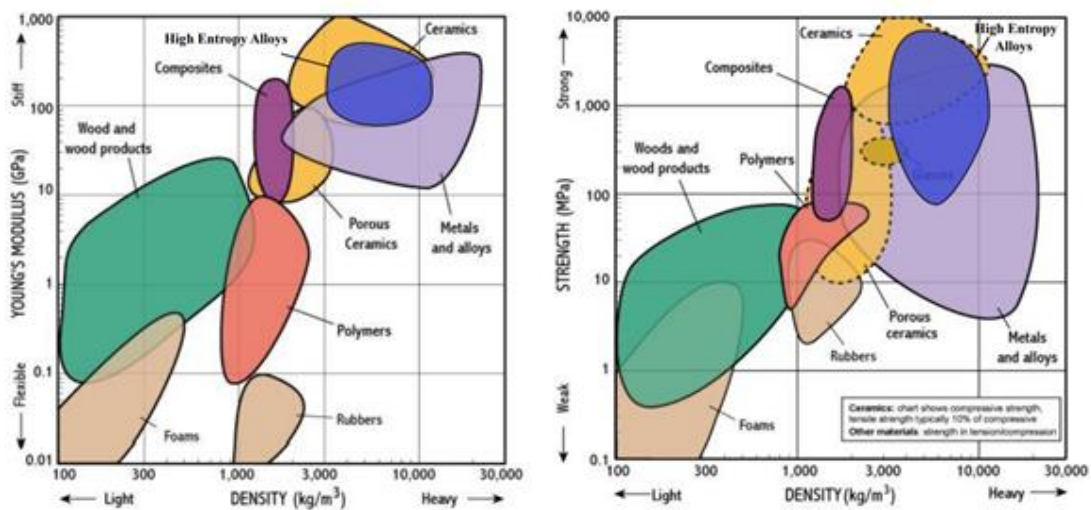 1,000
100
10
1
0.1
0.01
Stiff
YOUNG'S MODULUS (GPa)
Flexible
High Entropy Alloys
Ceramics
Composites
Wood and
wood products
Porous
Ceramics
Metals
and alloys
Polymers
Foams
Rubbers
100
300
1,000
3,000
10,000
30,000
Light
DENSITY (kg/m³)
Heavy
10,000
1,000
100
10
1
0.1
Strong
STRENGTH (MPa)
Weak
Ceramics
High Entropy
Alloys
Composites
Polymers
Woods and
wood products
Porous
ceramics
Rubbers
Metals
and alloys
Foams
Ceramics: chart shows compressive strength,
tensile strength typically 10% of compressive
Other materials: strength in tension/compression
100
300
1,000
3,000
10,000
30,000
Light
DENSITY (kg/m³)
Heavy